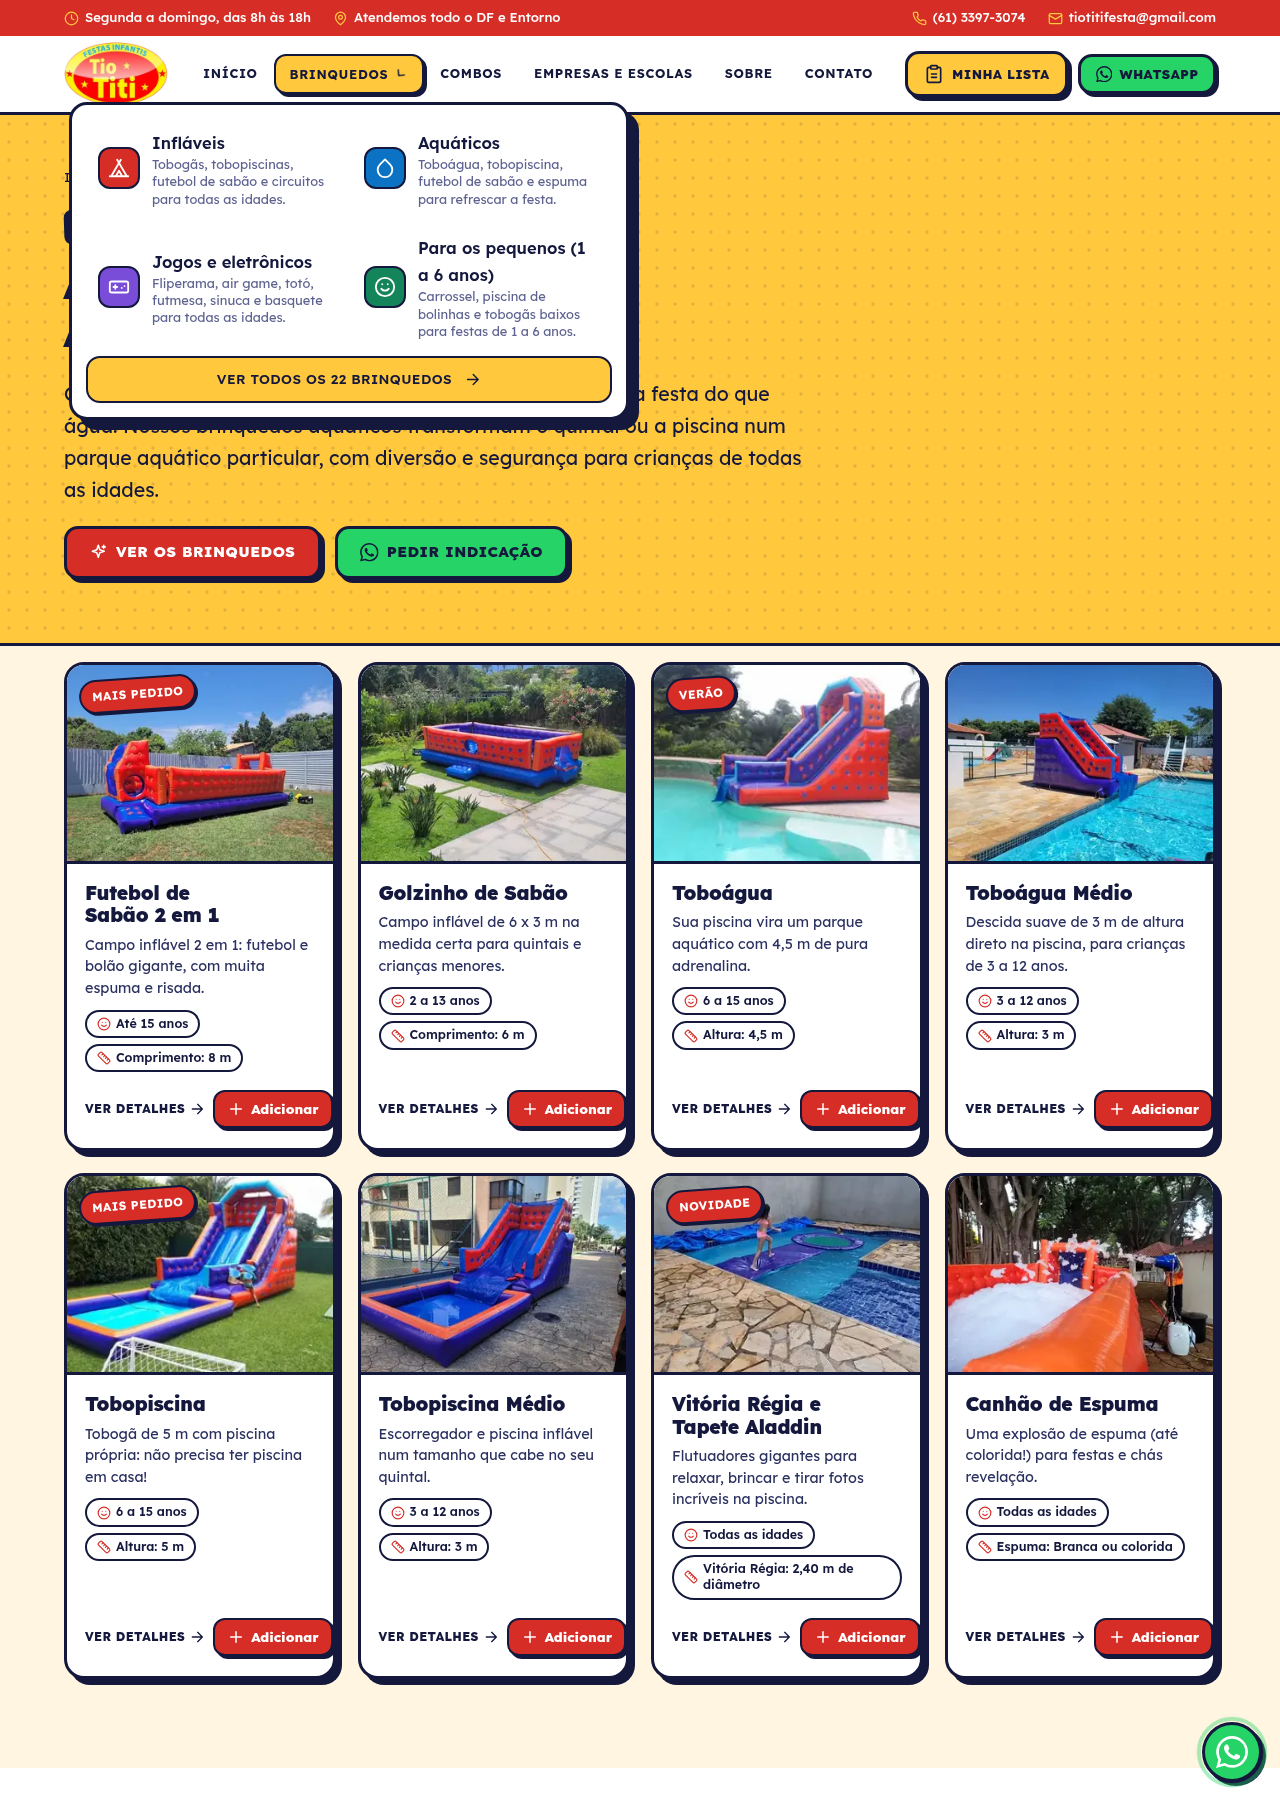 Segunda a domingo, das 8h às 18h
Atendemos todo o DF e Entorno
(61) 3397-3074
tiotitifesta@gmail.com
FESTAS INFANTIS
Tio
Titi
INÍCIO
BRINQUEDOS
COMBOS
EMPRESAS E ESCOLAS
SOBRE
CONTATO
MINHA LISTA
WHATSAPP
Infláveis
Tobogãs, tobopiscinas,
futebol de sabão e circuitos
para todas as idades.
Aquáticos
Toboágua, tobopiscina,
futebol de sabão e espuma
para refrescar a festa.
Jogos e eletrônicos
Fliperama, air game, totó,
futmesa, sinuca e basquete
para todas as idades.
Para os pequenos (1
a 6 anos)
Carrossel, piscina de
bolinhas e tobogãs baixos
para festas de 1 a 6 anos.
VER TODOS OS 22 BRINQUEDOS
a festa do que
água! Nossos brinquedos aquáticos transformam o quintal ou a piscina num
parque aquático particular, com diversão e segurança para crianças de todas
as idades.
VER OS BRINQUEDOS
PEDIR INDICAÇÃO
MAIS PEDIDO
Futebol de
Sabão 2 em 1
Campo inflável 2 em 1: futebol e
bolão gigante, com muita
espuma e risada.
Até 15 anos
Comprimento: 8 m
VER DETALHES
Adicionar
Golzinho de Sabão
Campo inflável de 6 x 3 m na
medida certa para quintais e
crianças menores.
2 a 13 anos
Comprimento: 6 m
VER DETALHES
Adicionar
VERÃO
Toboágua
Sua piscina vira um parque
aquático com 4,5 m de pura
adrenalina.
6 a 15 anos
Altura: 4,5 m
VER DETALHES
Adicionar
Toboágua Médio
Descida suave de 3 m de altura
direto na piscina, para crianças
de 3 a 12 anos.
3 a 12 anos
Altura: 3 m
VER DETALHES
Adicionar
MAIS PEDIDO
Tobopiscina
Tobogã de 5 m com piscina
própria: não precisa ter piscina
em casa!
6 a 15 anos
Altura: 5 m
VER DETALHES
Adicionar
Tobopiscina Médio
Escorregador e piscina inflável
num tamanho que cabe no seu
quintal.
3 a 12 anos
Altura: 3 m
VER DETALHES
Adicionar
NOVIDADE
Vitória Régia e
Tapete Aladdin
Flutuadores gigantes para
relaxar, brincar e tirar fotos
incríveis na piscina.
Todas as idades
Vitória Régia: 2,40 m de
diâmetro
VER DETALHES
Adicionar
Canhão de Espuma
Uma explosão de espuma (até
colorida!) para festas e chás
revelação.
Todas as idades
Espuma: Branca ou colorida
VER DETALHES
Adicionar